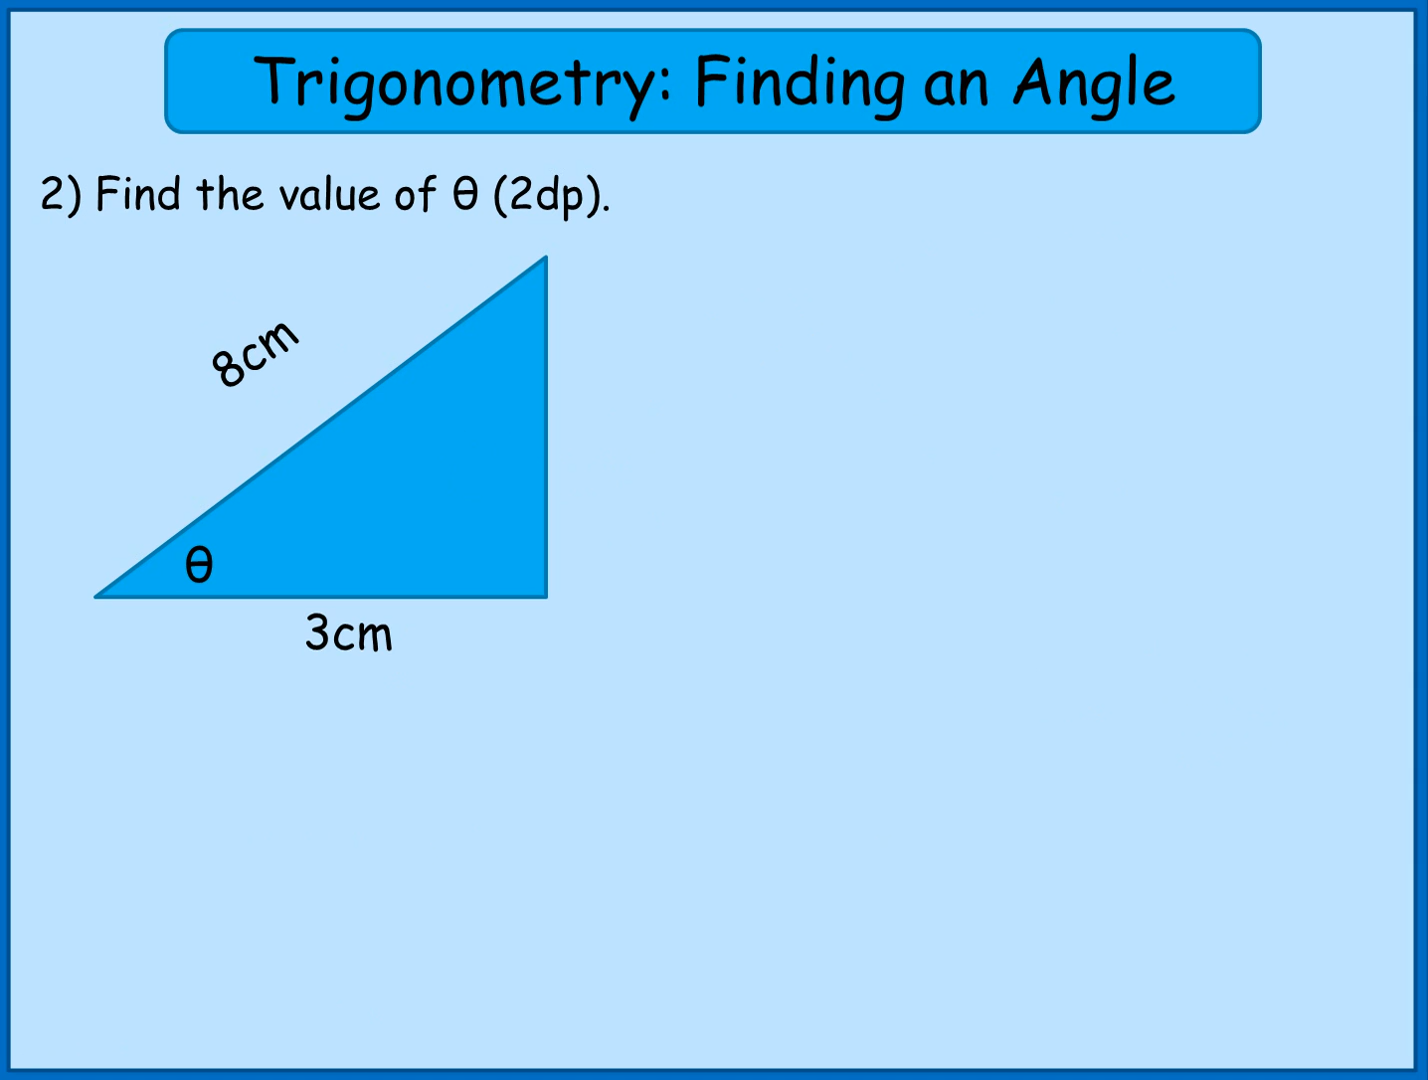 Trigonometry: Finding an Angle
2) Find the value of θ (2dp).
8cm
θ
3cm